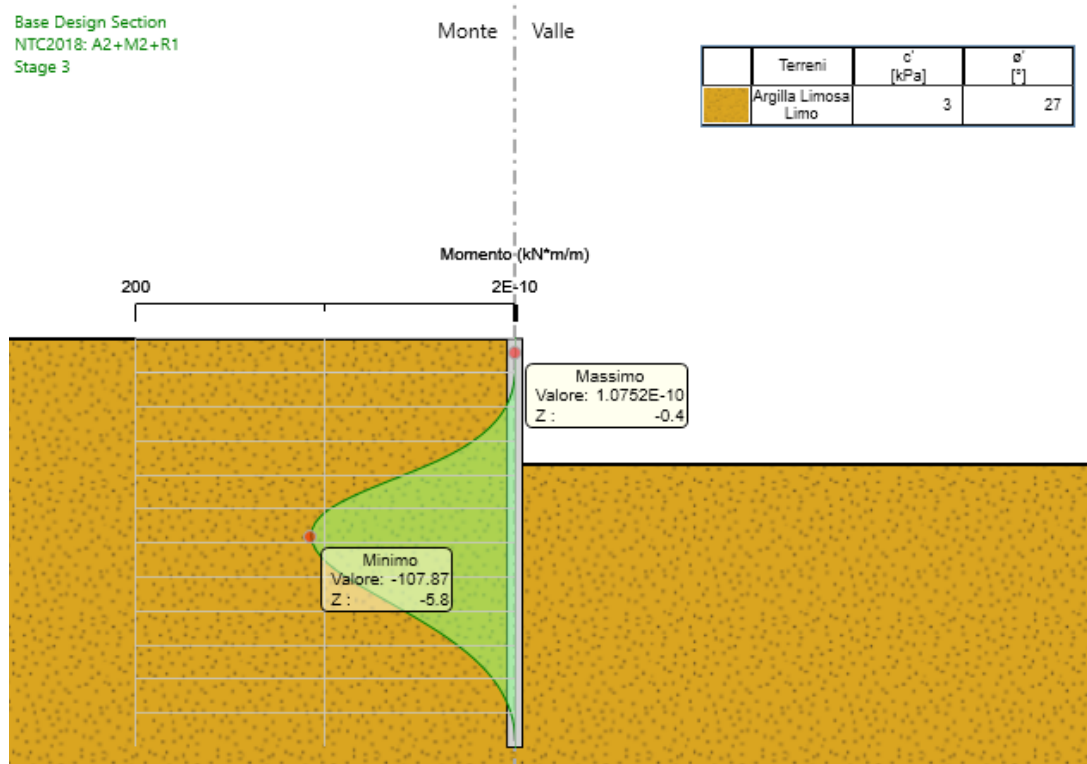 Base Design Section
NTC2018: A2+M2+R1
Stage 3
Monte
Valle
Terreni
c'
[kPa]
ø'
[°]
Argilla Limosa
Limo
3
27
Momento (kN*m/m)
200
2E-10
Massimo
Valore: 1.0752E-10
Z : -0.4
Minimo
Valore: -107.87
Z : -5.8